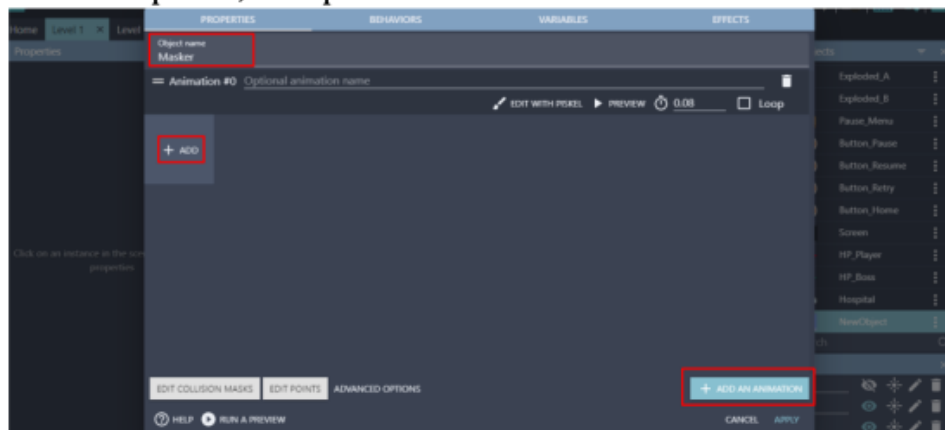 PROPERTIES BEHAVIORS VARIABLES EFFECTS
Home Level 1 × Level
Object name
Masker
Properties
Animation #0 Optional animation name
EDIT WITH PISKEL PREVIEW 0.08 Loop
+ ADD
Exploded_A
Exploded_B
Pause_Menu
Button_Pause
Button_Resume
Button_Retry
Button_Home
Screen
HP_Player
HP_Boss
Hospital
NewObject
Click on an instance in the
properties
EDIT COLLISION MASKS EDIT POINTS ADVANCED OPTIONS + ADD AN ANIMATION
HELP RUN A PREVIEW CANCEL APPLY